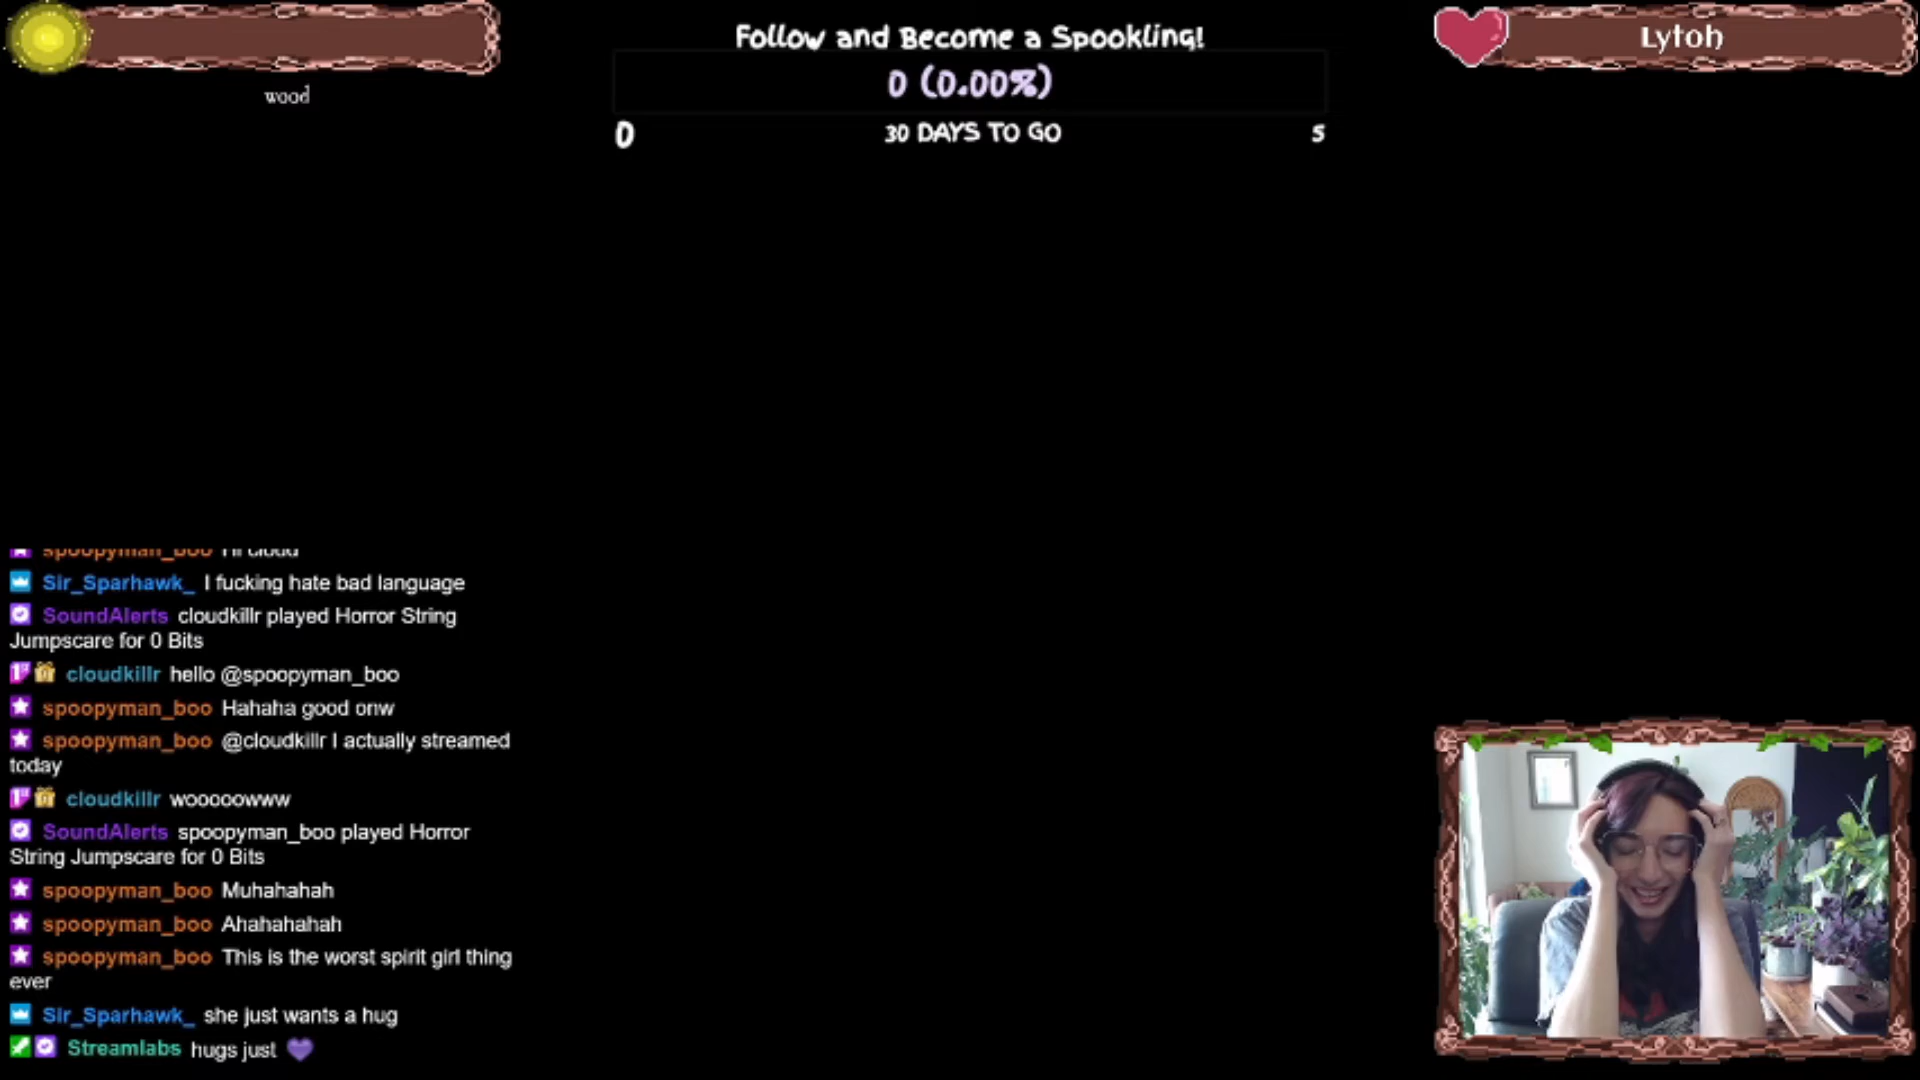 Follow and Become a Spookling!
Lytoh
0 (0.00%)
wood
0 30 DAYS TO GO 5
spoopyman_boo Hi cloud
Sir_Sparhawk_ I fucking hate bad language
SoundAlerts cloudkillr played Horror String
Jumpscare for 0 Bits
cloudkillr hello @spoopyman_boo
spoopyman_boo Hahaha good onw
spoopyman_boo @cloudkillr I actually streamed
today
cloudkillr wooooowww
SoundAlerts spoopyman_boo played Horror
String Jumpscare for 0 Bits
spoopyman_boo Muhahahah
spoopyman_boo Ahahahahah
spoopyman_boo This is the worst spirit girl thing
ever
Sir_Sparhawk_ she just wants a hug
Streamlabs hugs just 💜